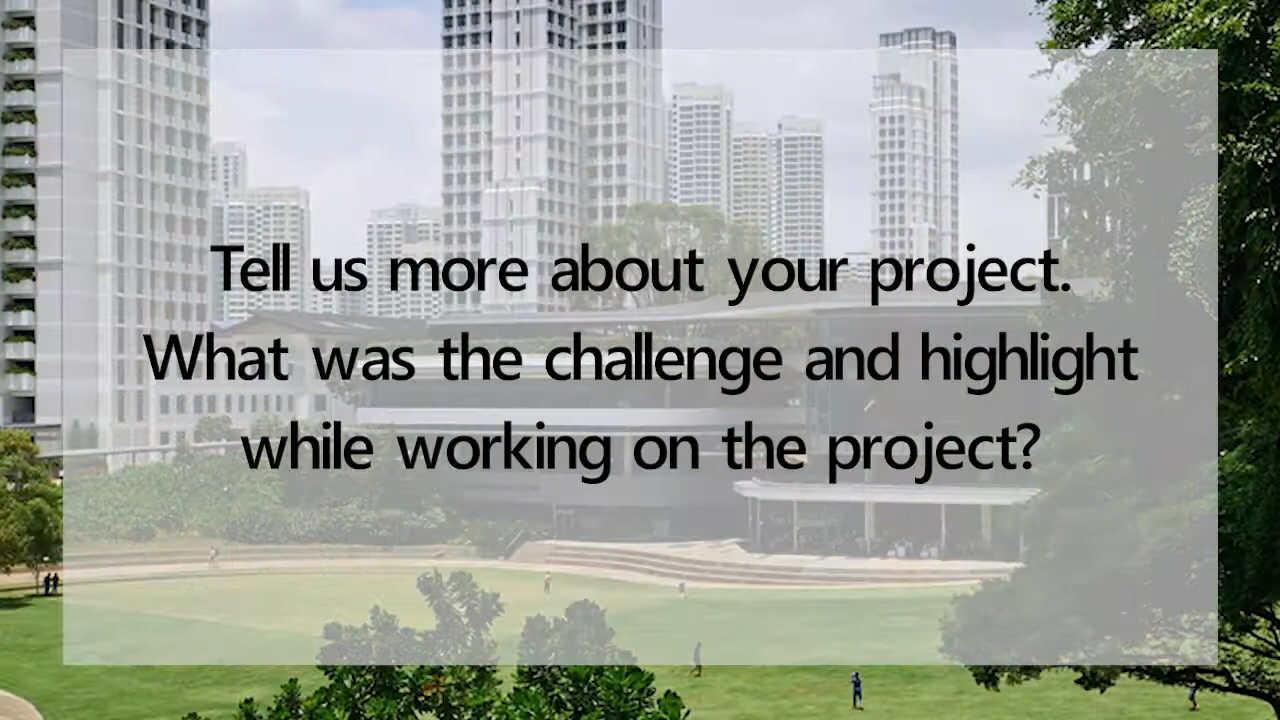 Tell us more about your project.
What was the challenge and highlight
while working on the project?